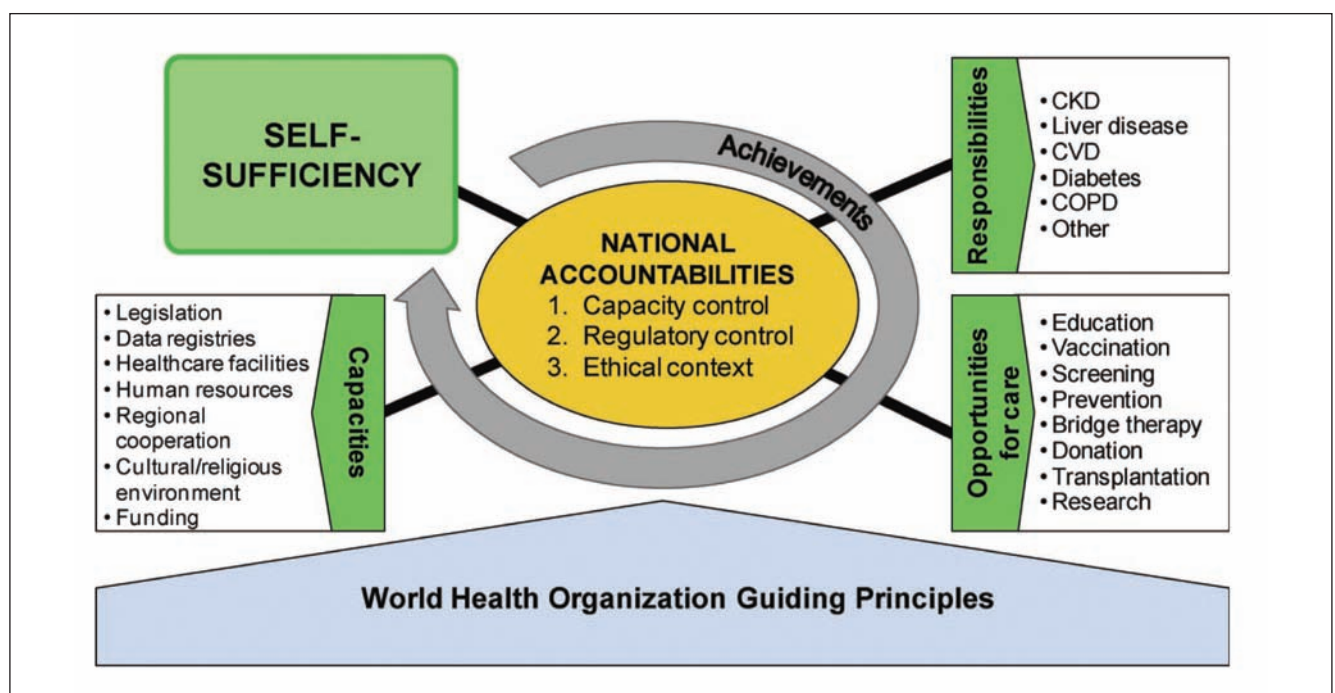 SELF-
SUFFICIENCY
Achievements
NATIONAL
ACCOUNTABILITIES
1. Capacity control
2. Regulatory control
3. Ethical context
Responsibilities
• CKD
• Liver disease
• CVD
• Diabetes
• COPD
• Other
• Legislation
• Data registries
• Healthcare facilities
• Human resources
• Regional
cooperation
• Cultural/religious
environment
• Funding
Capacities
Opportunities
for care
• Education
• Vaccination
• Screening
• Prevention
• Bridge therapy
• Donation
• Transplantation
• Research
World Health Organization Guiding Principles